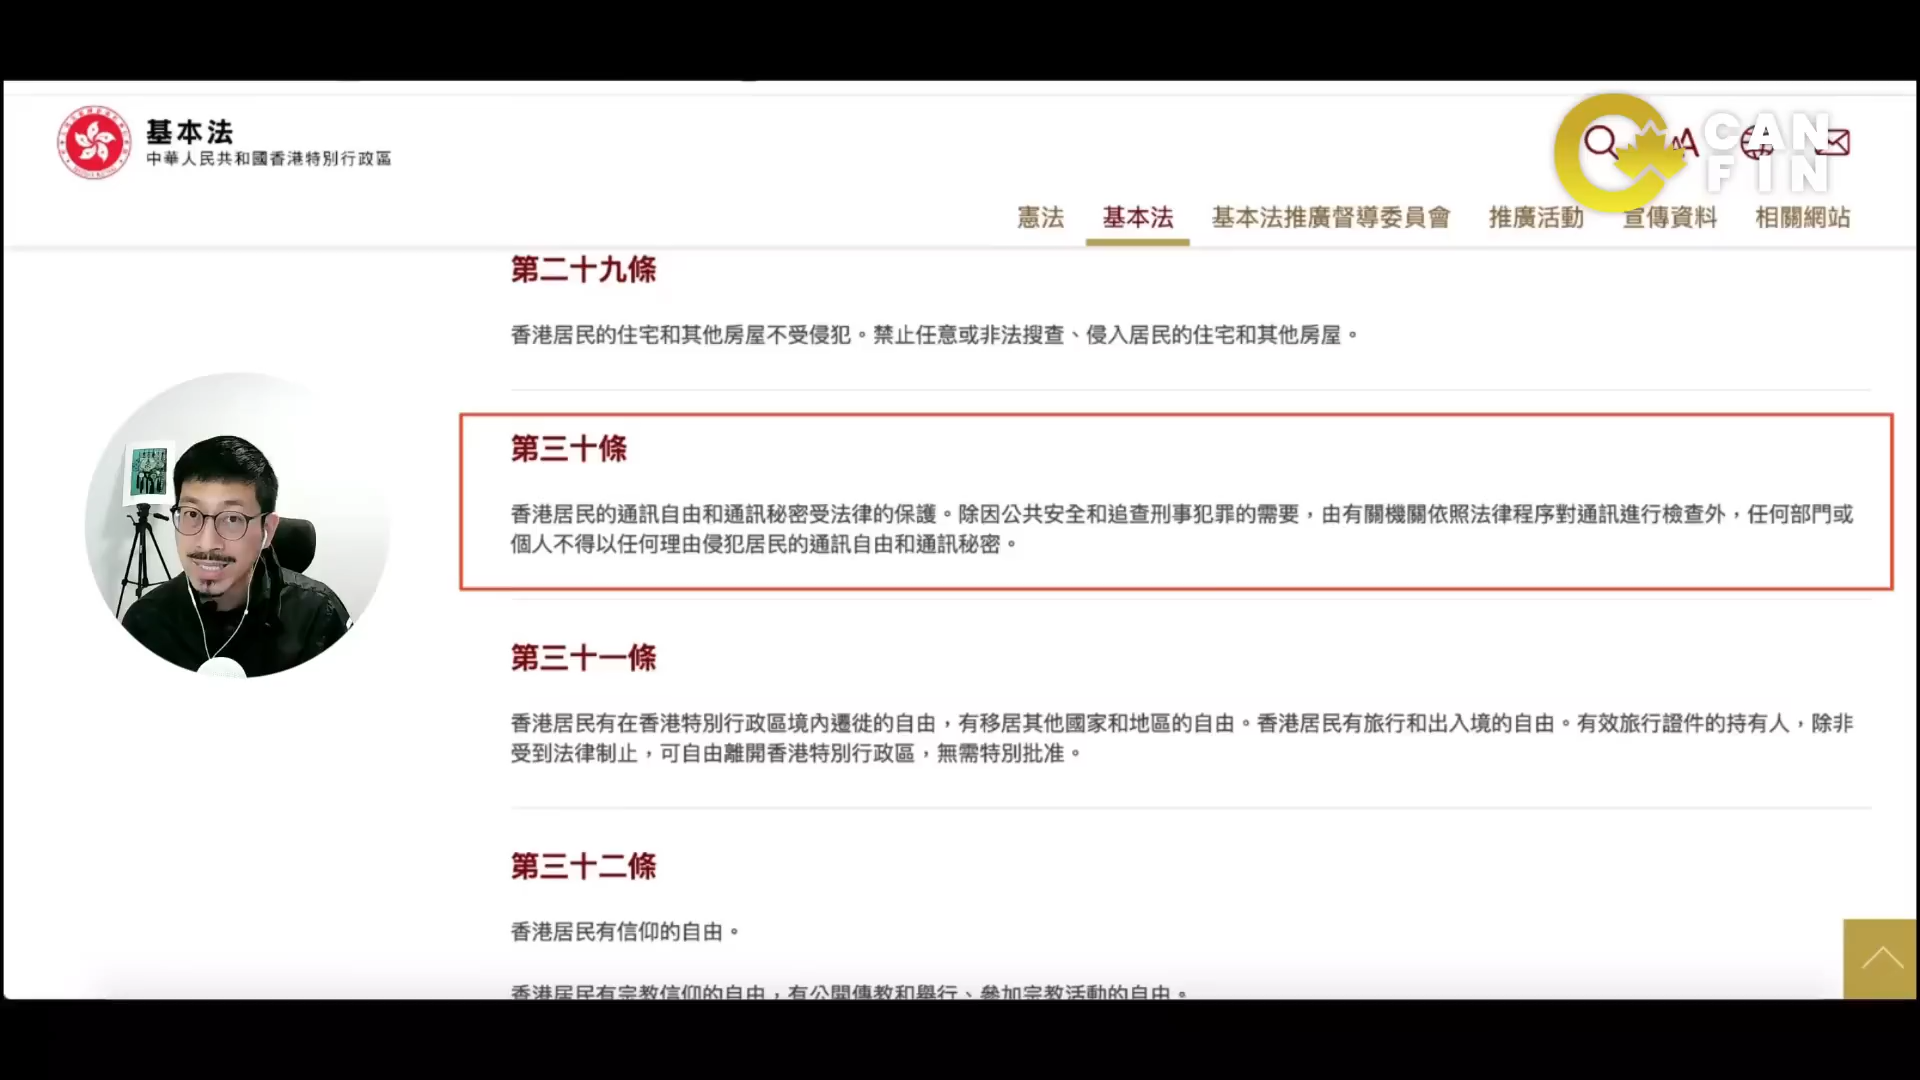 基本法
中華人民共和國香港特別行政區
CAN
FIN
憲法 基本法 基本法推廣督導委員會 推廣活動 宣傳資料 相關網站
第二十九條
香港居民的住宅和其他房屋不受侵犯。禁止任意或非法搜查、侵入居民的住宅和其他房屋。
第三十條
香港居民的通訊自由和通訊秘密受法律的保護。除因公共安全和追查刑事犯罪的需要，由有關機關依照法律程序對通訊進行檢查外，任何部門或
個人不得以任何理由侵犯居民的通訊自由和通訊秘密。
第三十一條
香港居民有在香港特別行政區境內遷徙的自由，有移居其他國家和地區的自由。香港居民有旅行和出入境的自由。有效旅行證件的持有人，除非
受到法律制止，可自由離開香港特別行政區，無需特別批准。
第三十二條
香港居民有信仰的自由。
香港居民有宗教信仰的自由，有公開傳教和舉行、參加宗教活動的自由。